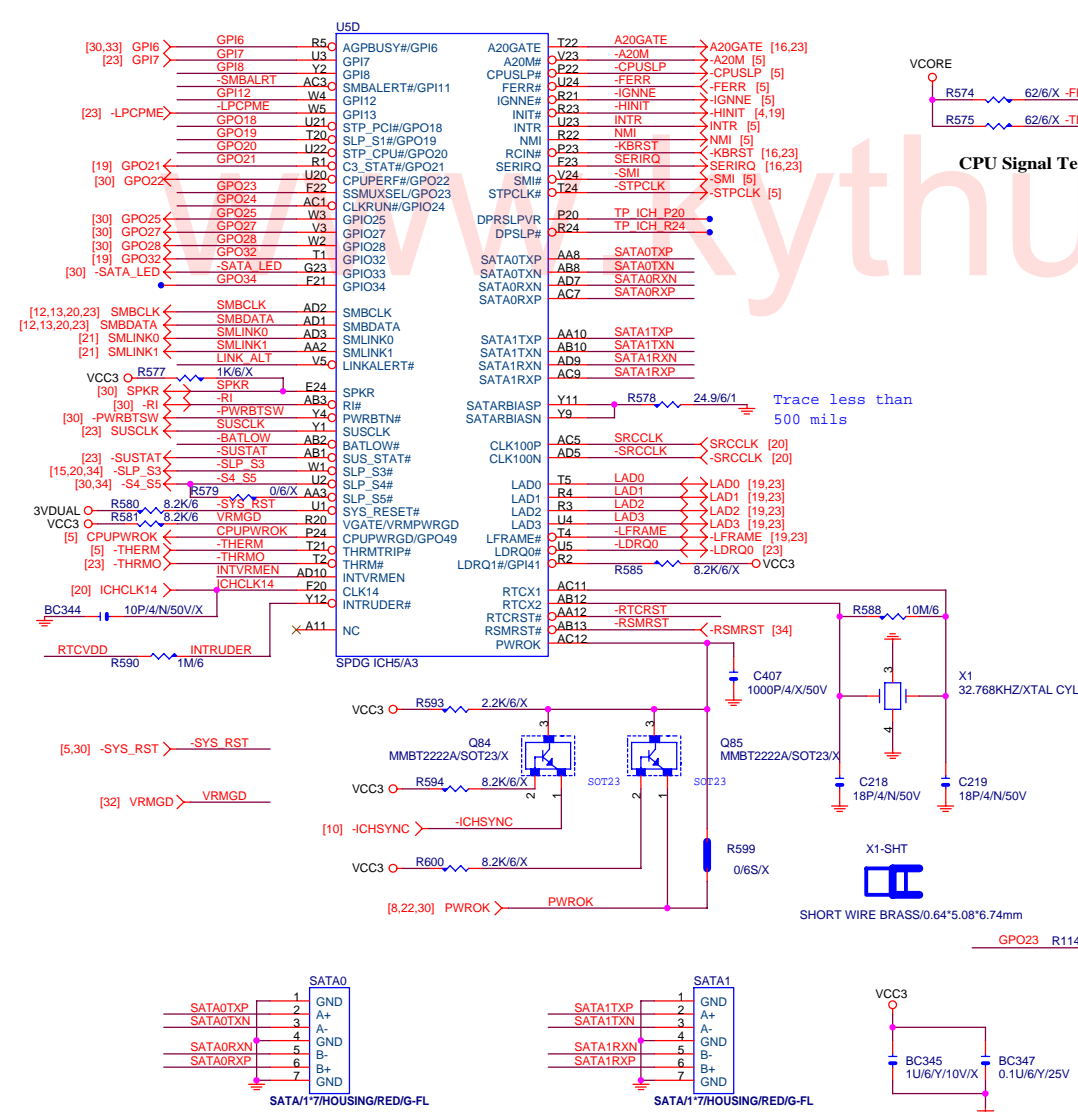 U5D
[30,33] GPI6 GPI6 R5 AGPBUSY#/GPI6
[23] GPI7 GPI7 U3 GPI7
GPI8 Y2 GPI8
-SMBALRT AC3 SMBALERT#/GPI11
GPI12 W4 GPI12
[23] -LPCPME -LPCPME W5 GPI13
GPO18 U21 STP_PCI#/GPO18
GPO19 T20 SLP_S1#/GPO19
GPO20 U22 STP_CPU#/GPO20
[19] GPO21 GPO21 R1 C3_STAT#/GPO21
[30] GPO22 U20 CPUPERF#/GPO22
GPO23 F22 SSMUXSEL/GPO23
GPO24 AC1 CLKRUN#/GPIO24
[30] GPO25 GPO25 W3 GPIO25
[30] GPO27 GPO27 V3 GPIO27
[30] GPO28 GPO28 W2 GPIO28
[19] GPO32 GPO32 T1 GPIO32
[30] -SATA_LED -SATA_LED G23 GPIO33
GPO34 F21 GPIO34
[12,13,20,23] SMBCLK SMBCLK AD2 SMBCLK
[12,13,20,23] SMBDATA SMBDATA AD1 SMBDATA
[21] SMLINK0 SMLINK0 AD3 SMLINK0
[21] SMLINK1 SMLINK1 AA2 SMLINK1
LINK_ALT V5 LINKALERT#
VCC3 R577 1K/6/X
[30] SPKR SPKR E24 SPKR
[30] -RI -RI AB3 RI#
[30] -PWRBTSW -PWRBTSW Y4 PWRBTN#
[23] SUSCLK SUSCLK Y1 SUSCLK
-BATLOW AB2 BATLOW#
[23] -SUSTAT -SUSTAT AB1 SUS_STAT#
[15,20,34] -SLP_S3 -SLP_S3 W1 SLP_S3#
[30,34] -S4_S5 -S4_S5 U2 SLP_S4#
R579 0/6/X AA3 SLP_S5#
3VDUAL R580 8.2K/6 -SYS_RST U1 SYS_RESET#
VCC3 R581 8.2K/6 VRMGD R20 VGATE/VRMPWRGD
[5] CPUPWROK CPUPWROK P24 CPUPWRGD/GPO49
[5] -THERM -THERM T21 THRMTRIP#
[23] -THRMO -THRMO T2 THRM#
INTVRMEN AD10 INTVRMEN
[20] ICHCLK14 ICHCLK14 F20 CLK14
Y12 INTRUDER#
BC344 10P/4/N/50V/X
A11 NC
RTCVDD R590 1M/6 INTRUDER
SPDG ICH5/A3
A20GATE T22 A20GATE A20GATE [16,23]
A20M# V23 -A20M -A20M [5]
CPUSLP# P22 -CPUSLP -CPUSLP [5]
FERR# U24 -FERR -FERR [5]
IGNNE# R21 -IGNNE -IGNNE [5]
INIT# R23 -HINIT -HINIT [4,19]
INTR U23 INTR INTR [5]
NMI R22 NMI NMI [5]
RCIN# P23 -KBRST -KBRST [16,23]
SERIRQ F23 SERIRQ SERIRQ [16,23]
SMI# V24 -SMI -SMI [5]
STPCLK# T24 -STPCLK -STPCLK [5]
DPRSLPVR P20 TP_ICH_P20
DPSLP# R24 TP_ICH_R24
SATA0TXP AA8 SATA0TXP
SATA0TXN AB8 SATA0TXN
SATA0RXN AD7 SATA0RXN
SATA0RXP AC7 SATA0RXP
SATA1TXP AA10 SATA1TXP
SATA1TXN AB10 SATA1TXN
SATA1RXN AD9 SATA1RXN
SATA1RXP AC9 SATA1RXP
SATARBIASP Y11 R578 24.9/6/1
SATARBIASN Y9
Trace less than
500 mils
CLK100P AC5 SRCCLK SRCCLK [20]
CLK100N AD5 -SRCCLK -SRCCLK [20]
LAD0 T5 LAD0 LAD0 [19,23]
LAD1 R4 LAD1 LAD1 [19,23]
LAD2 R3 LAD2 LAD2 [19,23]
LAD3 U4 LAD3 LAD3 [19,23]
LFRAME# T4 -LFRAME -LFRAME [19,23]
LDRQ0# U5 -LDRQ0 -LDRQ0 [23]
LDRQ1#/GPI41 R2 R585 8.2K/6/X VCC3
RTCX1 AC11
RTCX2 AB12
RTCRST# AA12 -RTCRST
RSMRST# AB13 -RSMRST -RSMRST [34]
PWROK AC12
VCORE
R574 62/6/X
R575 62/6/X
CPU Signal
www.kythu
R588 10M/6
3
X1
32.768KHZ/XTAL CYL
4
C218
18P/4/N/50V
C219
18P/4/N/50V
C407
1000P/4/X/50V
VCC3 R593 2.2K/6/X
3 3
Q84
MMBT2222A/SOT23/X
SOT23
Q85
MMBT2222A/SOT23/X
SOT23
VCC3 R594 8.2K/6/X
2 1 2 1
[10] -ICHSYNC -ICHSYNC
VCC3 R600 8.2K/6/X
R599
0/6S/X
[8,22,30] PWROK PWROK
[5,30] -SYS_RST -SYS_RST
[32] VRMGD VRMGD
X1-SHT
SHORT WIRE BRASS/0.64*5.08*6.74mm
GPO23
SATA0
1 GND
SATA0TXP 2 A+
SATA0TXN 3 A-
4 GND
SATA0RXN 5 B-
SATA0RXP 6 B+
7 GND
SATA/1*7/HOUSING/RED/G-FL
SATA1
1 GND
SATA1TXP 2 A+
SATA1TXN 3 A-
4 GND
SATA1RXN 5 B-
SATA1RXP 6 B+
7 GND
SATA/1*7/HOUSING/RED/G-FL
VCC3
BC345
1U/6/Y/10V/X
BC347
0.1U/6/Y/25V